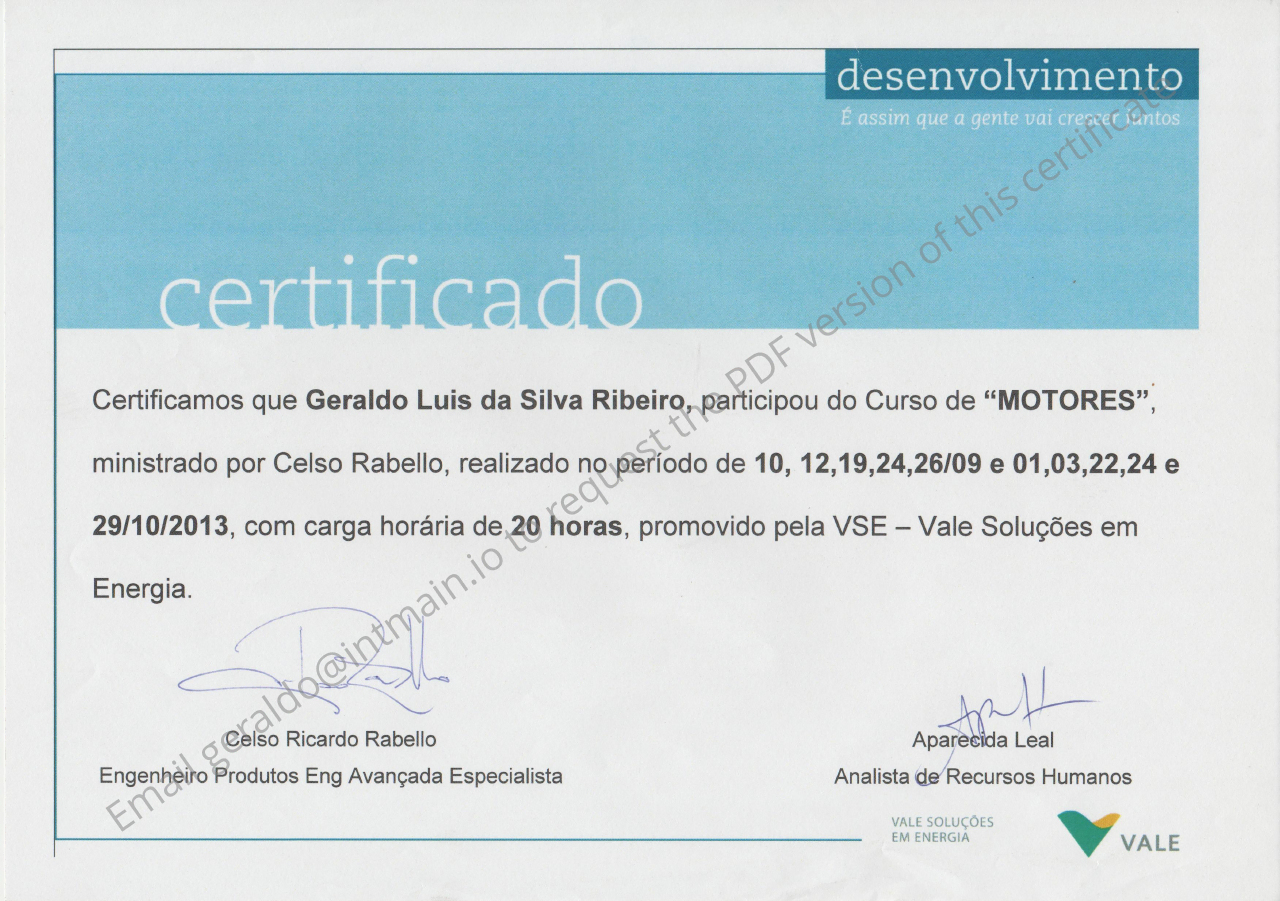 desenvolvimento
É assim que a gente vai crescer juntos
certificado
Certificamos que Geraldo Luis da Silva Ribeiro, participou do Curso de “MOTORES”,
ministrado por Celso Rabello, realizado no período de 10, 12,19,24,26/09 e 01,03,22,24 e
29/10/2013, com carga horária de 20 horas, promovido pela VSE – Vale Soluções em
Energia.
Celso Ricardo Rabello
Engenheiro Produtos Eng Avançada Especialista
Aparecida Leal
Analista de Recursos Humanos
VALE SOLUÇÕES
EM ENERGIA
VALE
Email geraldo@intmain.io to request the PDF version of this certificate